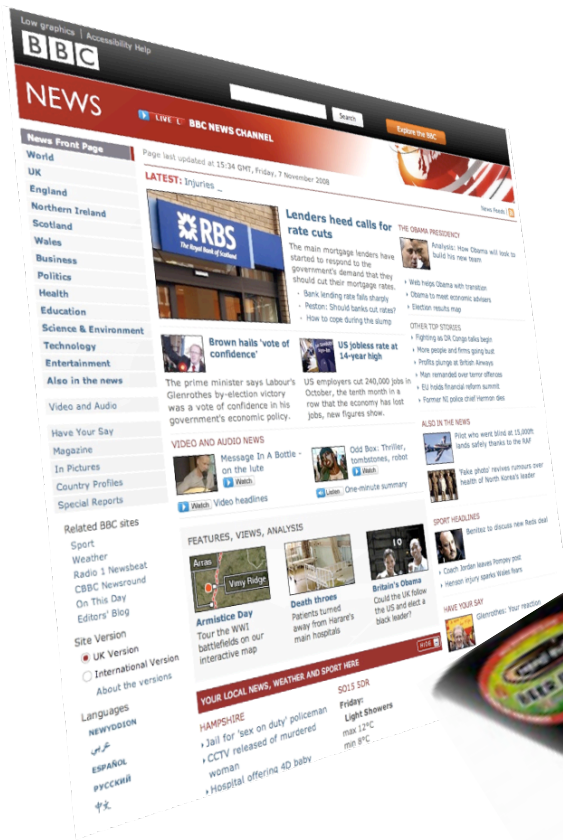 Low graphics | Accessibility Help
BBC
Search
Explore the BBC
NEWS
LIVE
BBC NEWS CHANNEL
News Front Page
World
UK
England
Northern Ireland
Scotland
Wales
Business
Politics
Health
Education
Science & Environment
Technology
Entertainment
Also in the news
Video and Audio
Have Your Say
Magazine
In Pictures
Country Profiles
Special Reports
Related BBC sites
Sport
Weather
Radio 1 Newsbeat
CBBC Newsround
On This Day
Editors' Blog
Site Version
UK Version
International Version
About the versions
Languages
NEWYDDION
عربي
ESPAÑOL
РУССКИЙ
中文
Page last updated at 15:34 GMT, Friday, 7 November 2008
News Feeds
LATEST: Injuries _
RBS
The Royal Bank of Scotland
Lenders heed calls for
rate cuts
The main mortgage lenders have
started to respond to the
government's demand that they
should cut their mortgage rates.
Bank lending rate falls sharply
Peston: Should banks cut rates?
How to cope during the slump
Brown hails 'vote of
confidence'
The prime minister says Labour's
Glenrothes by-election victory
was a vote of confidence in his
government's economic policy.
US jobless rate at
14-year high
US employers cut 240,000 jobs in
October, the tenth month in a
row that the economy has lost
jobs, new figures show.
VIDEO AND AUDIO NEWS
Message In A Bottle -
on the lute
Watch
Watch Video headlines
Odd Box: Thriller,
tombstones, robot
Watch
Listen One-minute summary
FEATURES, VIEWS, ANALYSIS
Arras
Vimy Ridge
Armistice Day
Tour the WWI
battlefields on our
interactive map
Death throes
Patients turned
away from Harare's
main hospitals
10
Britain's Obama
Could the UK follow
the US and elect a
black leader?
THE OBAMA PRESIDENCY
Analysis: How Obama will look to
build his new team
Web helps Obama with transition
Obama to meet economic advisers
Election results map
OTHER TOP STORIES
Fighting as DR Congo talks begin
More people and firms going bust
Profits plunge at British Airways
Man remanded over terror offences
EU holds financial reform summit
Former NI police chief Hermon dies
ALSO IN THE NEWS
Pilot who went blind at 15,000ft
lands safely thanks to the RAF
'Fake photo' revives rumours over
health of North Korea's leader
SPORT HEADLINES
Benitez to discuss new Reds deal
Coach Jordan leaves Pompey post
Henson injury sparks Wales fears
HAVE YOUR SAY
Glenrothes: Your reaction
YOUR LOCAL NEWS, WEATHER AND SPORT HERE
HIDE
HAMPSHIRE
Jail for 'sex on duty' policeman
CCTV released of murdered
woman
Hospital offering 4D baby
SO15 5DR
Friday:
Light Showers
max 12°C
min 8°C
BEER